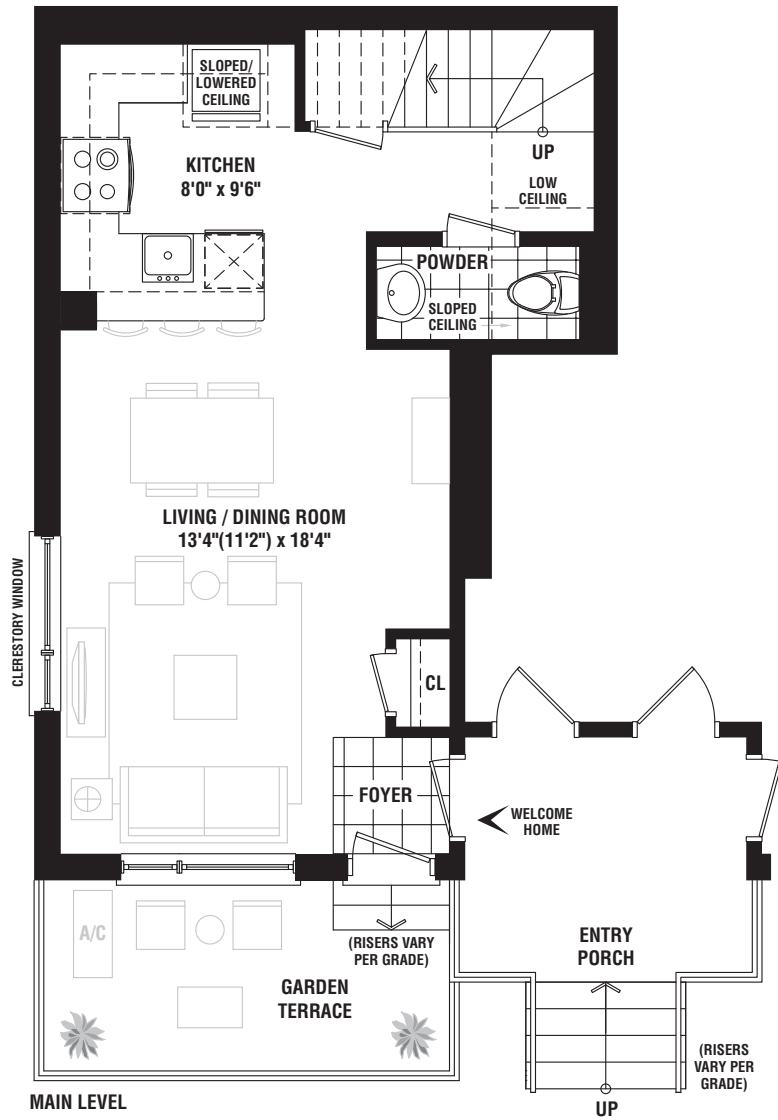 SLOPED/
LOWERED
CEILING
KITCHEN
8'0" x 9'6"
UP
LOW
CEILING
POWDER
SLOPED
CEILING
LIVING / DINING ROOM
13'4"(11'2") x 18'4"
CLERESTORY WINDOW
CL
FOYER
WELCOME
HOME
A/C
(RISERS VARY
PER GRADE)
ENTRY
PORCH
GARDEN
TERRACE
(RISERS
VARY PER
GRADE)
MAIN LEVEL
UP